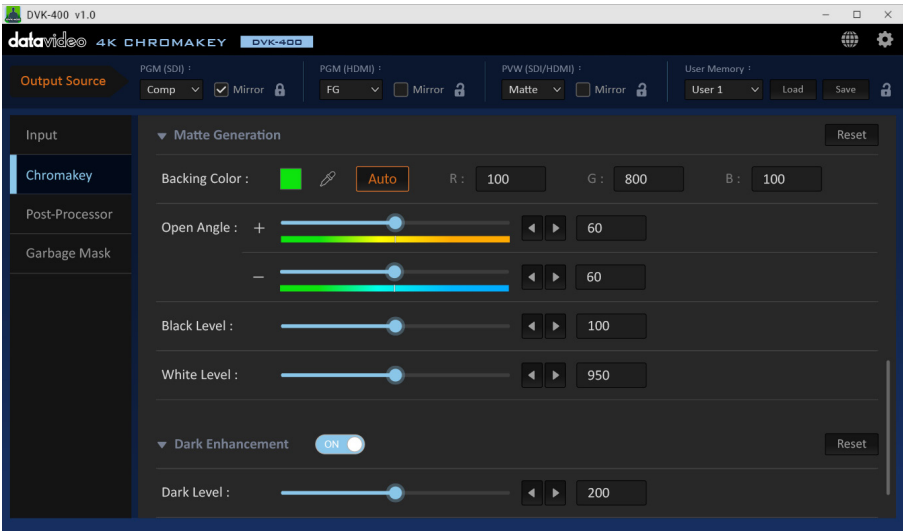 DVK-400 v1.0
datavideo 4K CHROMAKEY DVK-400
Output Source
PGM (SDI) : PGM (HDMI) : PVW (SDI/HDMI) : User Memory :
Comp Mirror FG Mirror Matte Mirror User 1 Load Save
Input
Chromakey
Post-Processor
Garbage Mask
Matte Generation Reset
Backing Color : Auto R : 100 G : 800 B : 100
Open Angle : + 60
– 60
Black Level : 100
White Level : 950
Dark Enhancement ON Reset
Dark Level : 200